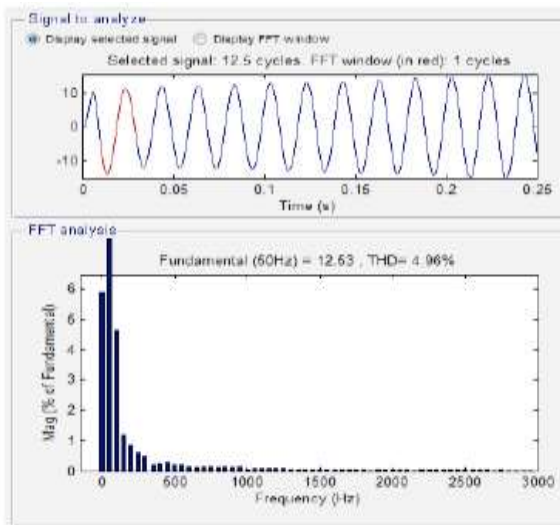 Signal to analyze
Display selected signal Display FFT window
Selected signal: 12.5 cycles. FFT window (in red): 1 cycles
10
0
-10
0 0.05 0.1 0.15 0.2 0.25
Time (s)
FFT analysis
Fundamental (50Hz) = 12.53 , THD= 4.96%
Mag (% of Fundamental)
6
5
4
3
2
1
0
0 500 1000 1500 2000 2500 3000
Frequency (Hz)